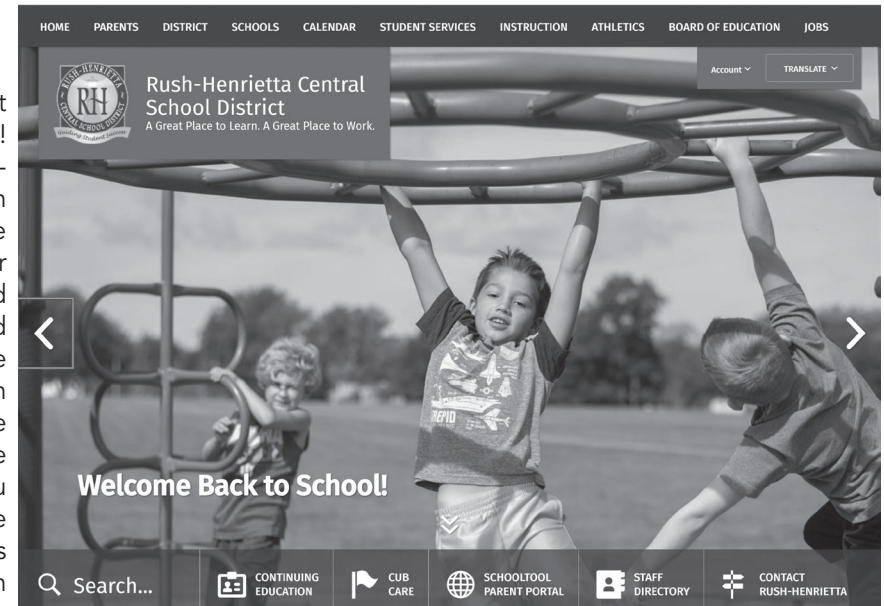 HOME PARENTS DISTRICT SCHOOLS CALENDAR STUDENT SERVICES INSTRUCTION ATHLETICS BOARD OF EDUCATION JOBS
RUSH-HENRIETTA
RH
CENTRAL SCHOOL DISTRICT
Guiding Student Success
Rush-Henrietta Central
School District
A Great Place to Learn. A Great Place to Work.
Account
TRANSLATE
t
!
–
n
e
r
d
d
e
n
e
e
u
e
s
n
Welcome Back to School!
Search...
CONTINUING
EDUCATION
CUB
CARE
SCHOOLTOOL
PARENT PORTAL
STAFF
DIRECTORY
CONTACT
RUSH-HENRIETTA